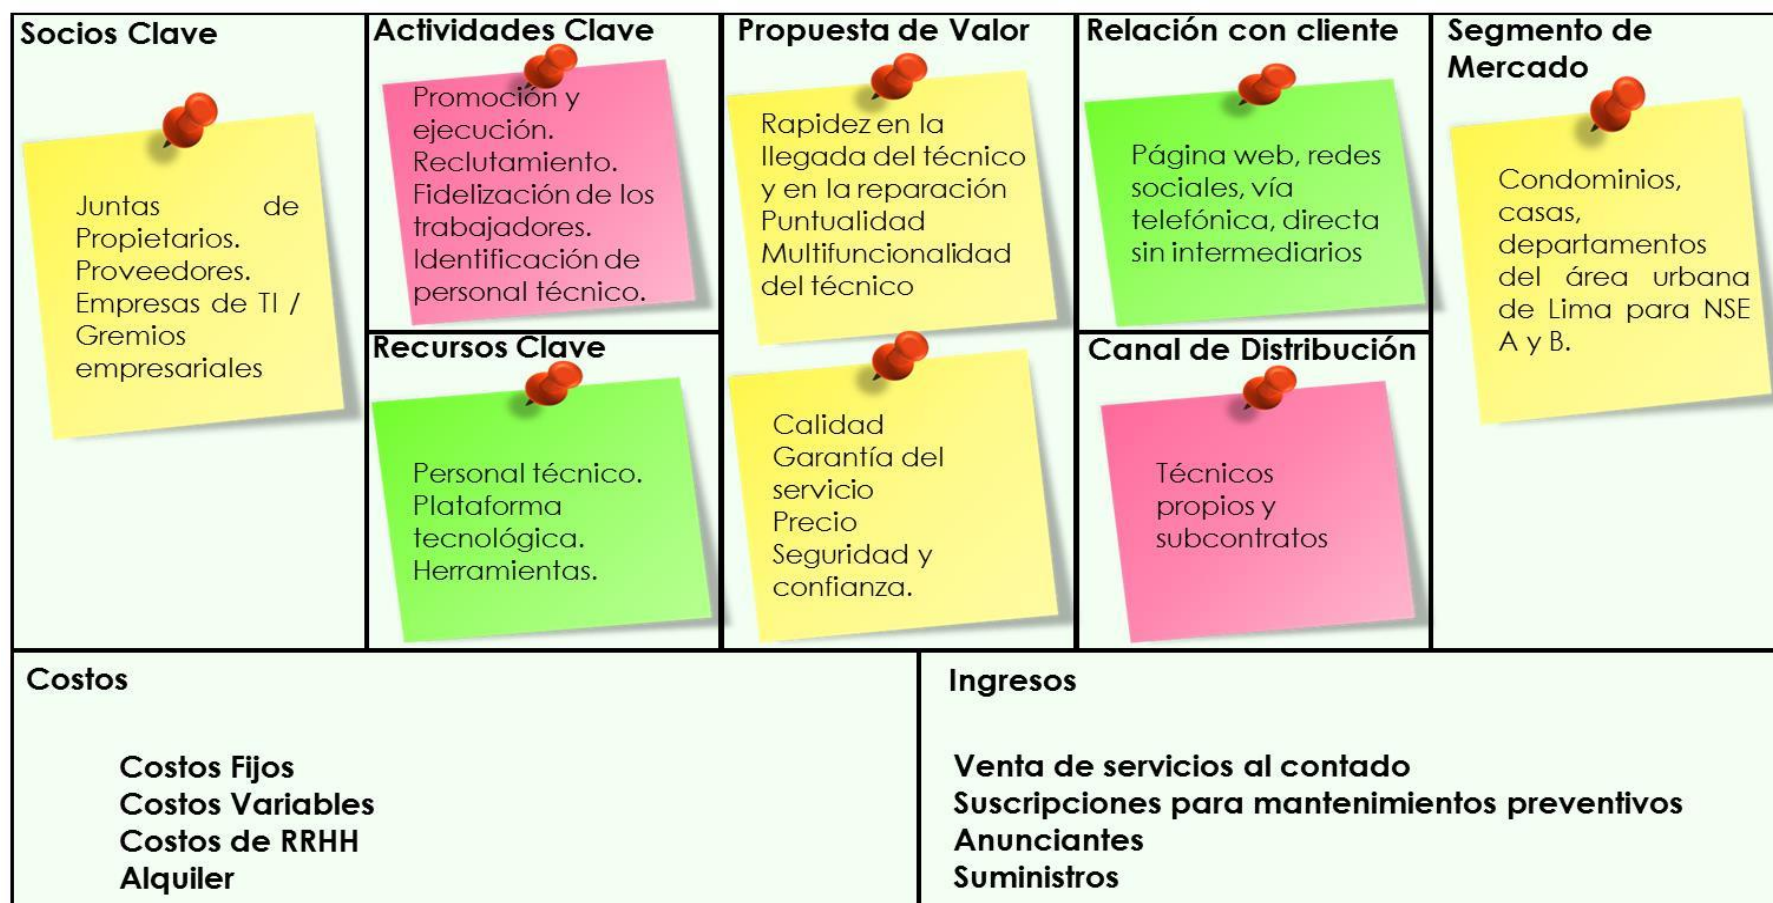 Socios Clave
Juntas de
Propietarios.
Proveedores.
Empresas de TI /
Gremios
empresariales
Actividades Clave
Promoción y
ejecución.
Reclutamiento.
Fidelización de los
trabajadores.
Identificación de
personal técnico.
Recursos Clave
Personal técnico.
Plataforma
tecnológica.
Herramientas.
Propuesta de Valor
Rapidez en la
llegada del técnico
y en la reparación
Puntualidad
Multifuncionalidad
del técnico
Calidad
Garantía del
servicio
Precio
Seguridad y
confianza.
Relación con cliente
Página web, redes
sociales, vía
telefónica, directa
sin intermediarios
Canal de Distribución
Técnicos
propios y
subcontratos
Segmento de
Mercado
Condominios,
casas,
departamentos
del área urbana
de Lima para NSE
A y B.
Costos
Costos Fijos
Costos Variables
Costos de RRHH
Alquiler
Ingresos
Venta de servicios al contado
Suscripciones para mantenimientos preventivos
Anunciantes
Suministros